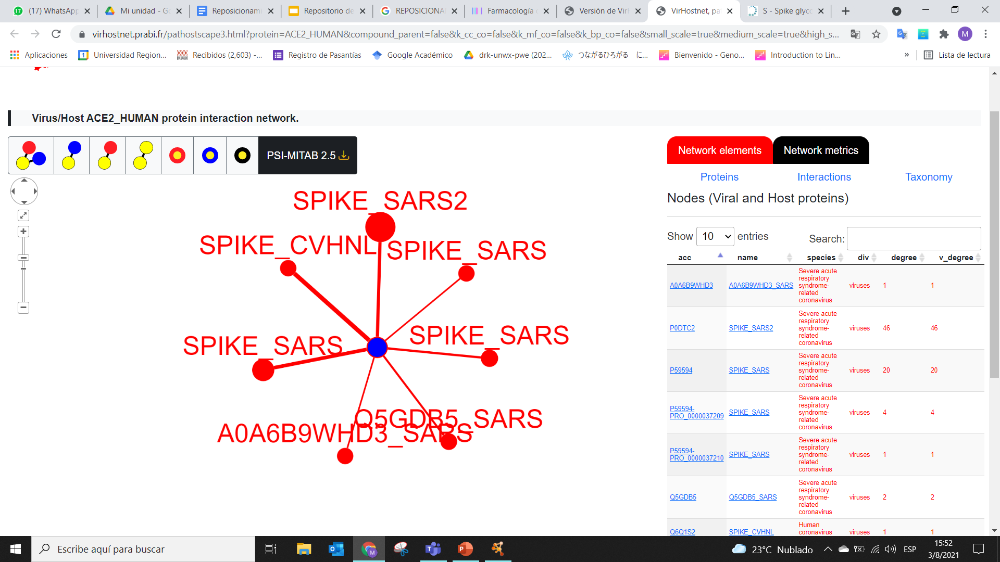 (17) WhatsApp
Mi unidad - Go
Reposicionami
Repositorio de
REPOSICIONA
Farmacología
Versión de Virl
VirHostnet, pa
S - Spike glyco
virhostnet.prabi.fr/pathostscape3.html?protein=ACE2_HUMAN&compound_parent=false&k_cc_co=false&k_mf_co=false&k_bp_co=false&small_scale=true&medium_scale=true&high_s...
M
Aplicaciones
Universidad Region...
Recibidos (2,603) -...
Registro de Pasantías
Google Académico
drk-unwx-pwe (202...
つながるひろがる に...
Bienvenido - Geno...
Introduction to Lin...
»
Lista de lectura
Virus/Host ACE2_HUMAN protein interaction network.
PSI-MITAB 2.5
SPIKE_SARS2
SPIKE_CVHNL
SPIKE_SARS
SPIKE_SARS
SPIKE_SARS
Q5GDB5_SARS
A0A6B9WHD3_SARS
Network elements
Network metrics
Proteins
Interactions
Taxonomy
Nodes (Viral and Host proteins)
Show 10 entries
Search:
acc name species div degree v_degree
A0A6B9WHD3 A0A6B9WHD3_SARS
Severe acute
respiratory
syndrome-
related
coronavirus
viruses 1 1
P0DTC2 SPIKE_SARS2
Severe acute
respiratory
syndrome-
related
coronavirus
viruses 46 46
P59594 SPIKE_SARS
Severe acute
respiratory
syndrome-
related
coronavirus
viruses 20 20
P59594-
PRO_0000037209
SPIKE_SARS
Severe acute
respiratory
syndrome-
related
coronavirus
viruses 4 4
P59594-
PRO_0000037210
SPIKE_SARS
Severe acute
respiratory
syndrome-
related
coronavirus
viruses 1 1
Q5GDB5 Q5GDB5_SARS
Severe acute
respiratory
syndrome-
related
coronavirus
viruses 2 2
Q6Q1S2 SPIKE_CVHNL
Human
coronavirus
viruses 1 1
Escribe aquí para buscar
23°C Nublado
ESP
15:52
3/8/2021